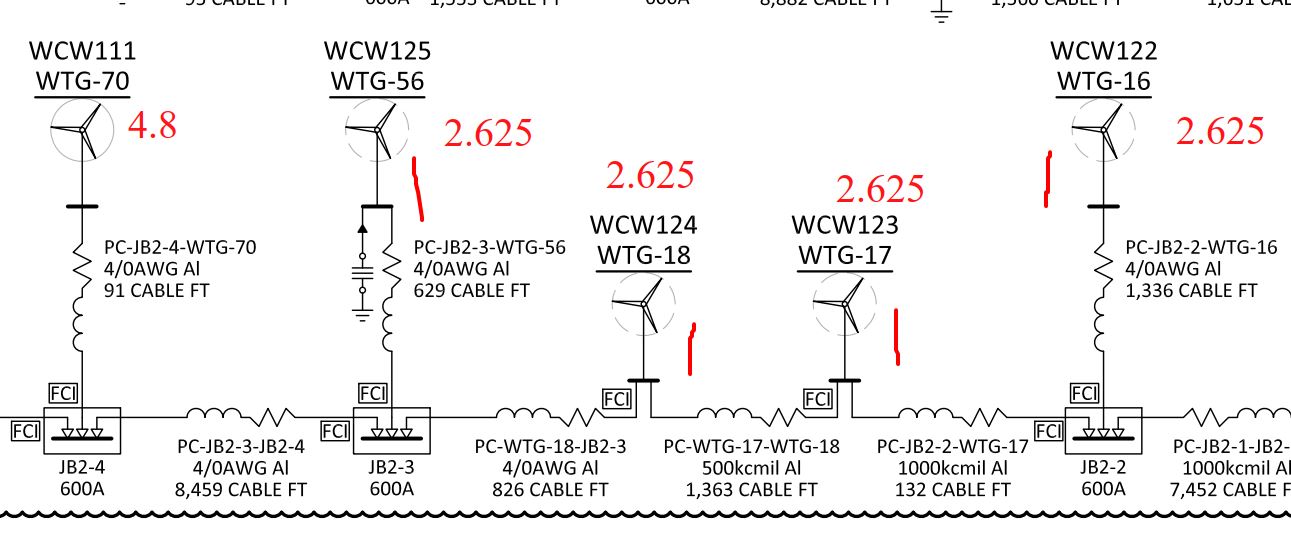 WCW111
WTG-70
4.8
WCW125
WTG-56
2.625
2.625
WCW124
WTG-18
2.625
WCW123
WTG-17
WCW122
WTG-16
2.625
PC-JB2-4-WTG-70
4/0AWG Al
91 CABLE FT
PC-JB2-3-WTG-56
4/0AWG Al
629 CABLE FT
PC-JB2-2-WTG-16
4/0AWG Al
1,336 CABLE FT
FCI
FCI
JB2-4
600A
PC-JB2-3-JB2-4
4/0AWG Al
8,459 CABLE FT
FCI
FCI
JB2-3
600A
PC-WTG-18-JB2-3
4/0AWG Al
826 CABLE FT
FCI
PC-WTG-17-WTG-18
500kcmil Al
1,363 CABLE FT
FCI
PC-JB2-2-WTG-17
1000kcmil Al
132 CABLE FT
FCI
FCI
JB2-2
600A
PC-JB2-1-JB2-
1000kcmil Al
7,452 CABLE F